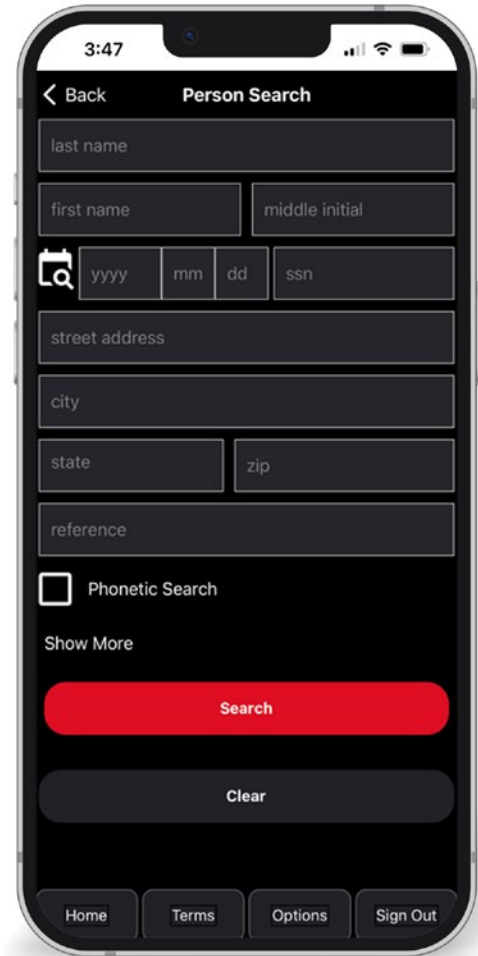 3:47
Back Person Search
last name
first name middle initial
yyyy mm dd ssn
street address
city
state zip
reference
Phonetic Search
Show More
Search
Clear
Home Terms Options Sign Out